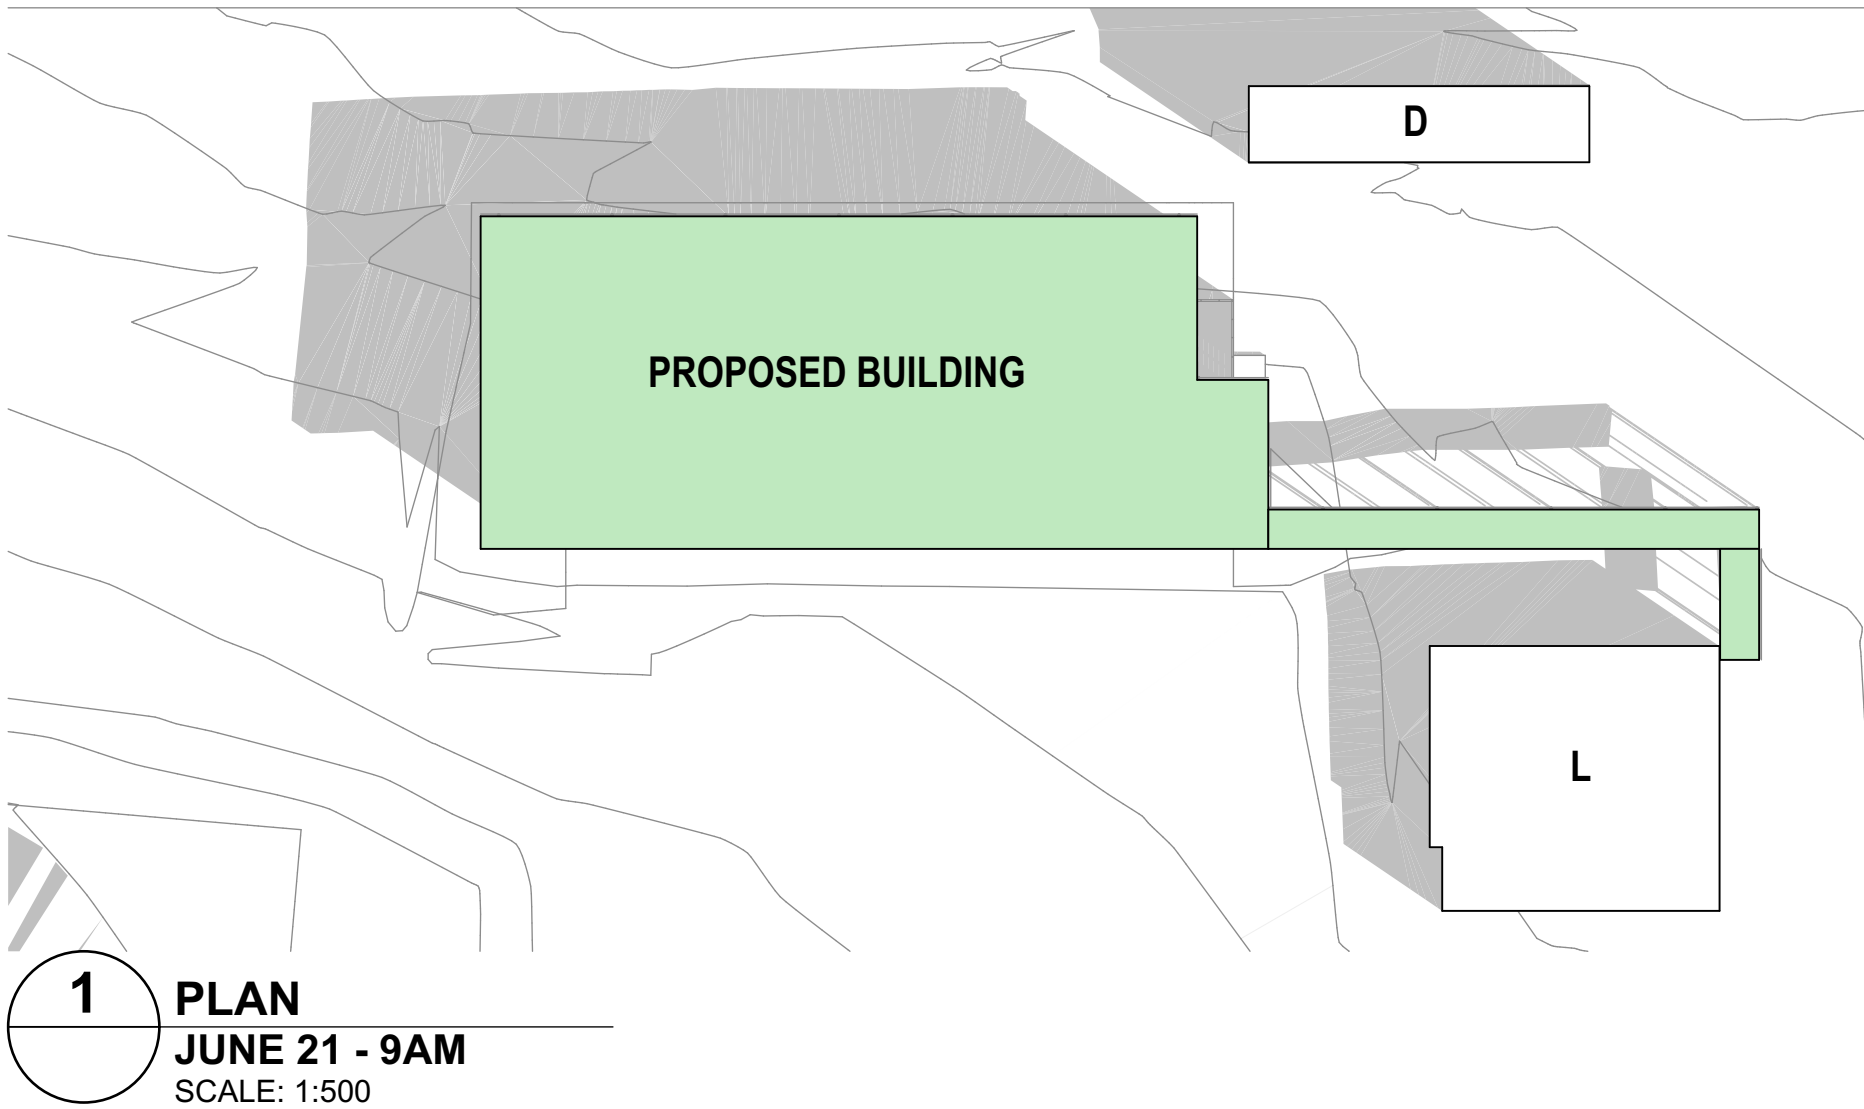 D
PROPOSED BUILDING
L
1
PLAN
JUNE 21 - 9AM
SCALE: 1:500